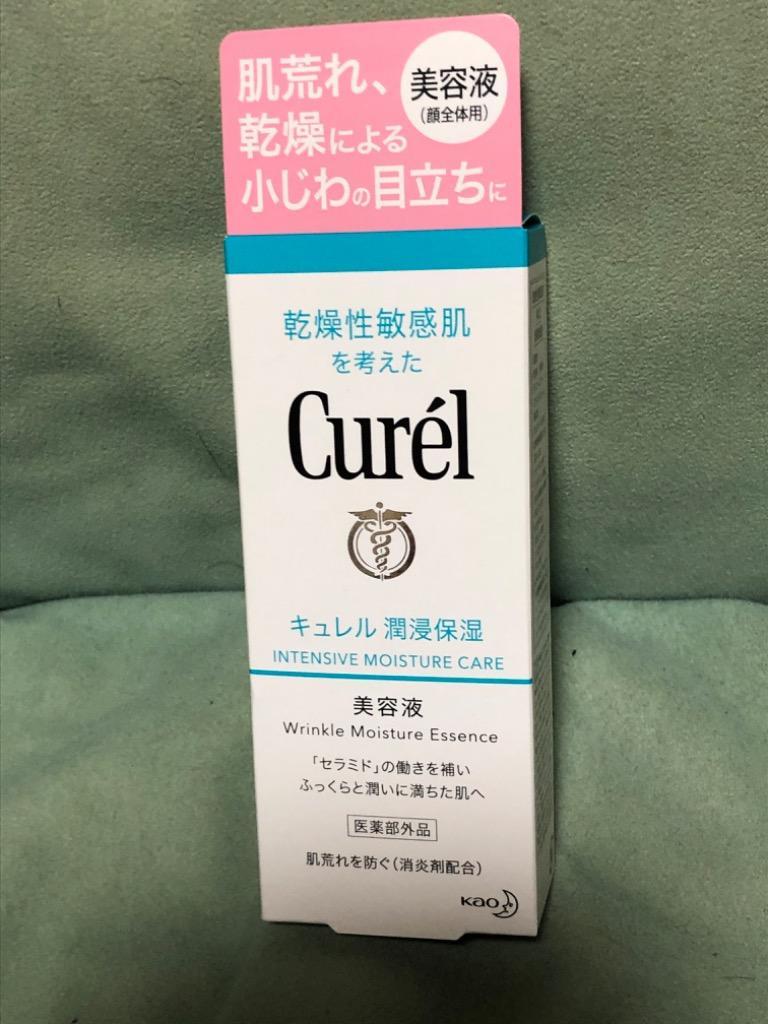 肌荒れ、
乾燥による
小じわの目立ちに
美容液
(顔全体用)
乾燥性敏感肌
を考えた
Curél
キュレル 潤浸保湿
INTENSIVE MOISTURE CARE
美容液
Wrinkle Moisture Essence
「セラミド」の働きを補い
ふっくらと潤いに満ちた肌へ
医薬部外品
肌荒れを防ぐ(消炎剤配合)
Kao